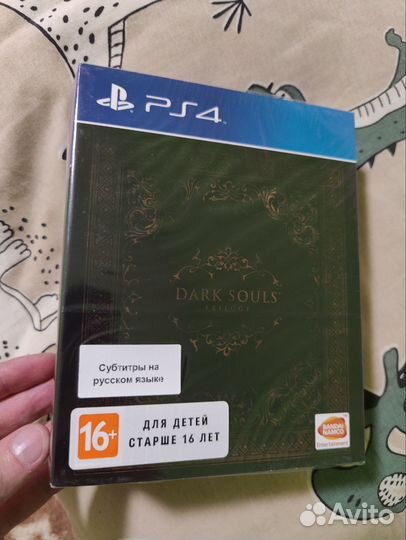 PS4
DARK SOULS
TRILOGY
Субтитры на
русском языке
16+
ДЛЯ ДЕТЕЙ
СТАРШЕ 16 ЛЕТ
BANDAI
NAMCO
Entertainment
Avito